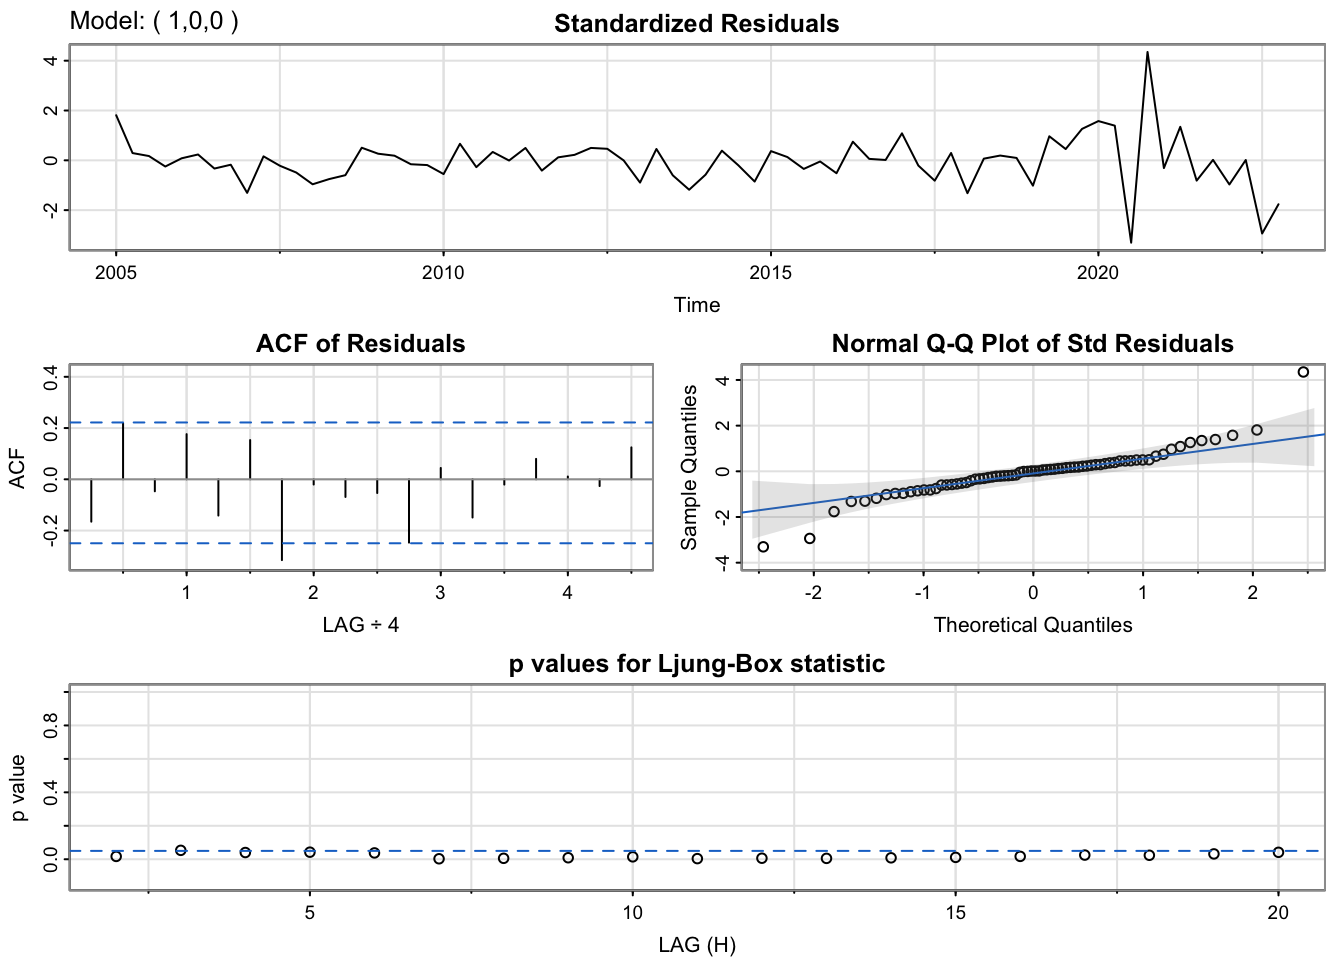 Model: ( 1,0,0 )
Standardized Residuals
4
2
0
-2
2005
2010
2015
2020
Time
ACF of Residuals
ACF
0.4
0.2
0.0
-0.2
1
2
3
4
LAG ÷ 4
Normal Q-Q Plot of Std Residuals
Sample Quantiles
4
2
0
-2
-4
-2
-1
0
1
2
Theoretical Quantiles
p values for Ljung-Box statistic
p value
0.8
0.4
0.0
5
10
15
20
LAG (H)